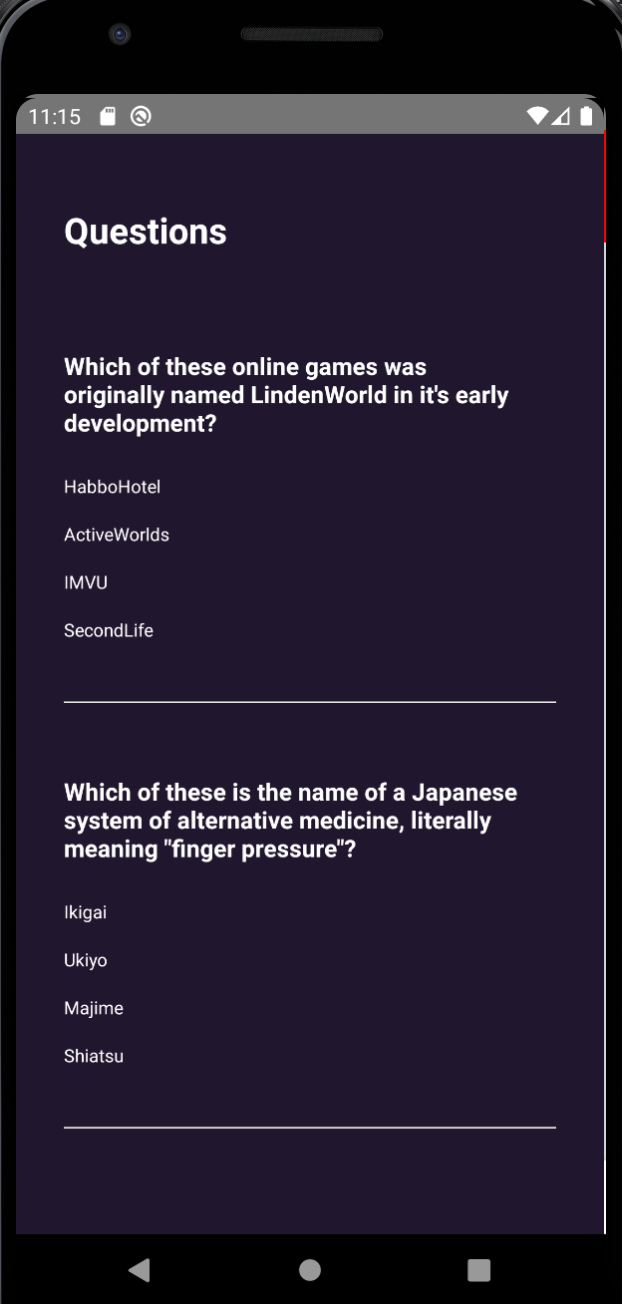 11:15
Questions
Which of these online games was
originally named LindenWorld in it's early
development?
HabboHotel
ActiveWorlds
IMVU
SecondLife
Which of these is the name of a Japanese
system of alternative medicine, literally
meaning "finger pressure"?
Ikigai
Ukiyo
Majime
Shiatsu